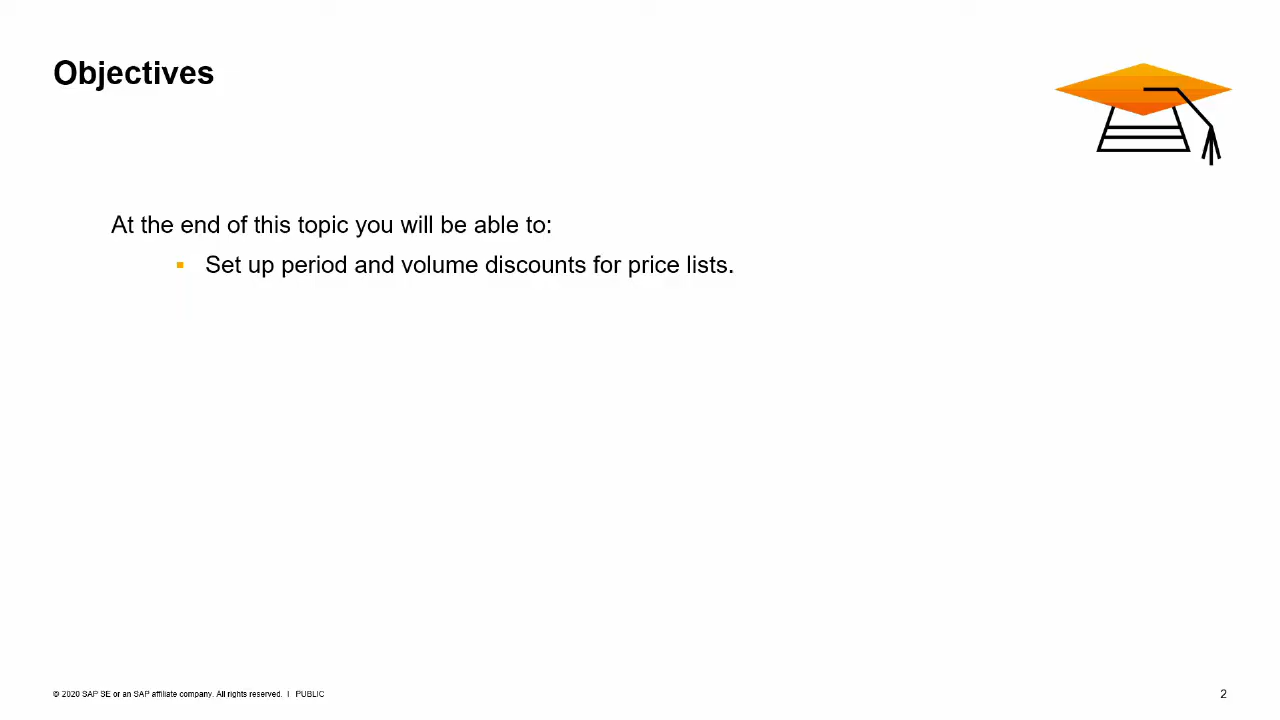 Objectives
At the end of this topic you will be able to:
▪ Set up period and volume discounts for price lists.
© 2020 SAP SE or an SAP affiliate company. All rights reserved. | PUBLIC
2